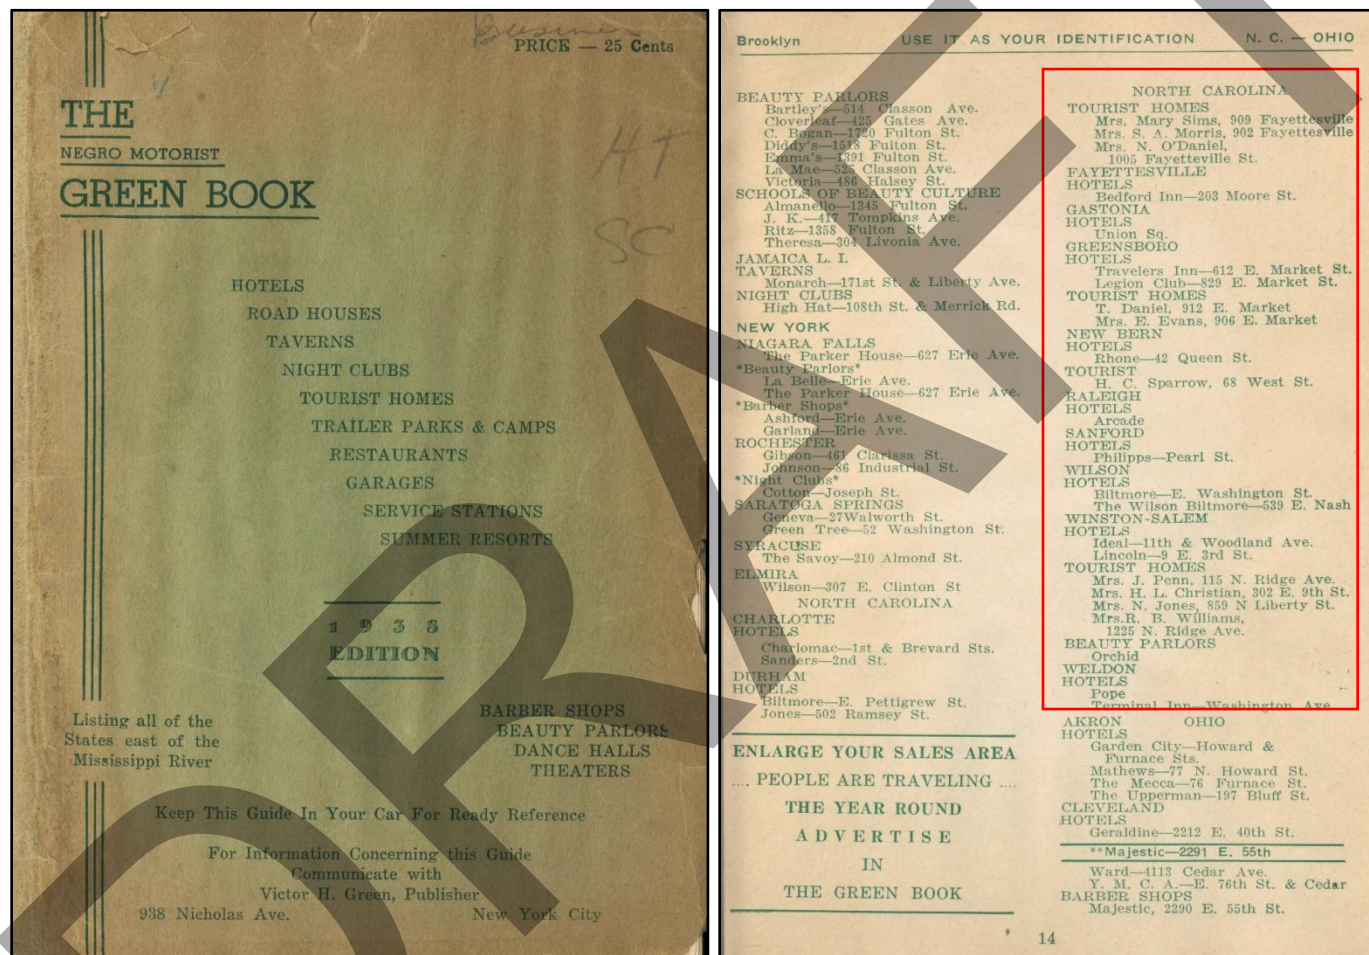 Business
PRICE — 25 Cents
THE
NEGRO MOTORIST
GREEN BOOK
HT
SC
HOTELS
ROAD HOUSES
TAVERNS
NIGHT CLUBS
TOURIST HOMES
TRAILER PARKS & CAMPS
RESTAURANTS
GARAGES
SERVICE STATIONS
SUMMER RESORTS
1938
EDITION
Listing all of the
States east of the
Mississippi River
BARBER SHOPS
BEAUTY PARLORS
DANCE HALLS
THEATERS
Keep This Guide In Your Car For Ready Reference
For Information Concerning this Guide
Communicate with
Victor H. Green, Publisher
938 Nicholas Ave. New York City
Brooklyn USE IT AS YOUR IDENTIFICATION N. C. — OHIO
BEAUTY PARLORS
Bartley's—514 Classon Ave.
Cloverleaf—425 Gates Ave.
C. Bogan—1720 Fulton St.
Diddy's—1518 Fulton St.
Emma's—1391 Fulton St.
La Mae—525 Classon Ave.
Victoria—486 Halsey St.
SCHOOLS OF BEAUTY CULTURE
Almanello—1345 Fulton St.
J. K.—417 Tompkins Ave.
Ritz—1358 Fulton St.
Theresa—304 Livonia Ave.
JAMAICA L. I.
TAVERNS
Monarch—171st St. & Liberty Ave.
NIGHT CLUBS
High Hat—108th St. & Merrick Rd.
NEW YORK
NIAGARA FALLS
The Parker House—627 Erie Ave.
*Beauty Parlors*
La Belle—Erie Ave.
The Parker House—627 Erie Ave.
*Barber Shops*
Ashford—Erie Ave.
Garland—Erie Ave.
ROCHESTER
Gibson—461 Clarissa St.
Johnson—86 Industrial St.
*Night Clubs*
Cotton—Joseph St.
SARATOGA SPRINGS
Geneva—27Walworth St.
Green Tree—52 Washington St.
SYRACUSE
The Savoy—210 Almond St.
ELMIRA
Wilson—307 E. Clinton St
NORTH CAROLINA
CHARLOTTE
HOTELS
Charlomac—1st & Brevard Sts.
Sanders—2nd St.
DURHAM
HOTELS
Biltmore—E. Pettigrew St.
Jones—502 Ramsey St.
ENLARGE YOUR SALES AREA
.... PEOPLE ARE TRAVELING ....
THE YEAR ROUND
ADVERTISE
IN
THE GREEN BOOK
NORTH CAROLINA
TOURIST HOMES
Mrs. Mary Sims, 909 Fayettesville
Mrs. S. A. Morris, 902 Fayettesville
Mrs. N. O'Daniel,
1005 Fayetteville St.
FAYETTESVILLE
HOTELS
Bedford Inn—203 Moore St.
GASTONIA
HOTELS
Union Sq.
GREENSBORO
HOTELS
Travelers Inn—612 E. Market St.
Legion Club—829 E. Market St.
TOURIST HOMES
T. Daniel, 912 E. Market
Mrs. E. Evans, 906 E. Market
NEW BERN
HOTELS
Rhone—42 Queen St.
TOURIST
H. C. Sparrow, 68 West St.
RALEIGH
HOTELS
Arcade
SANFORD
HOTELS
Philipps—Pearl St.
WILSON
HOTELS
Biltmore—E. Washington St.
The Wilson Biltmore—539 E. Nash
WINSTON-SALEM
HOTELS
Ideal—11th & Woodland Ave.
Lincoln—9 E. 3rd St.
TOURIST HOMES
Mrs. J. Penn, 115 N. Ridge Ave.
Mrs. H. L. Christian, 302 E. 9th St.
Mrs. N. Jones, 859 N Liberty St.
Mrs.R. B. Williams,
1225 N. Ridge Ave.
BEAUTY PARLORS
Orchid
WELDON
HOTELS
Pope
Terminal Inn—Washington Ave.
AKRON OHIO
HOTELS
Garden City—Howard &
Furnace Sts.
Mathews—77 N. Howard St.
The Mecca—76 Furnace St.
The Upperman—197 Bluff St.
CLEVELAND
HOTELS
Geraldine—2212 E. 40th St.
**Majestic—2291 E. 55th
Ward—4113 Cedar Ave.
Y. M. C. A.—E. 76th St. & Cedar
BARBER SHOPS
Majestic, 2290 E. 55th St.
14
DRAFT